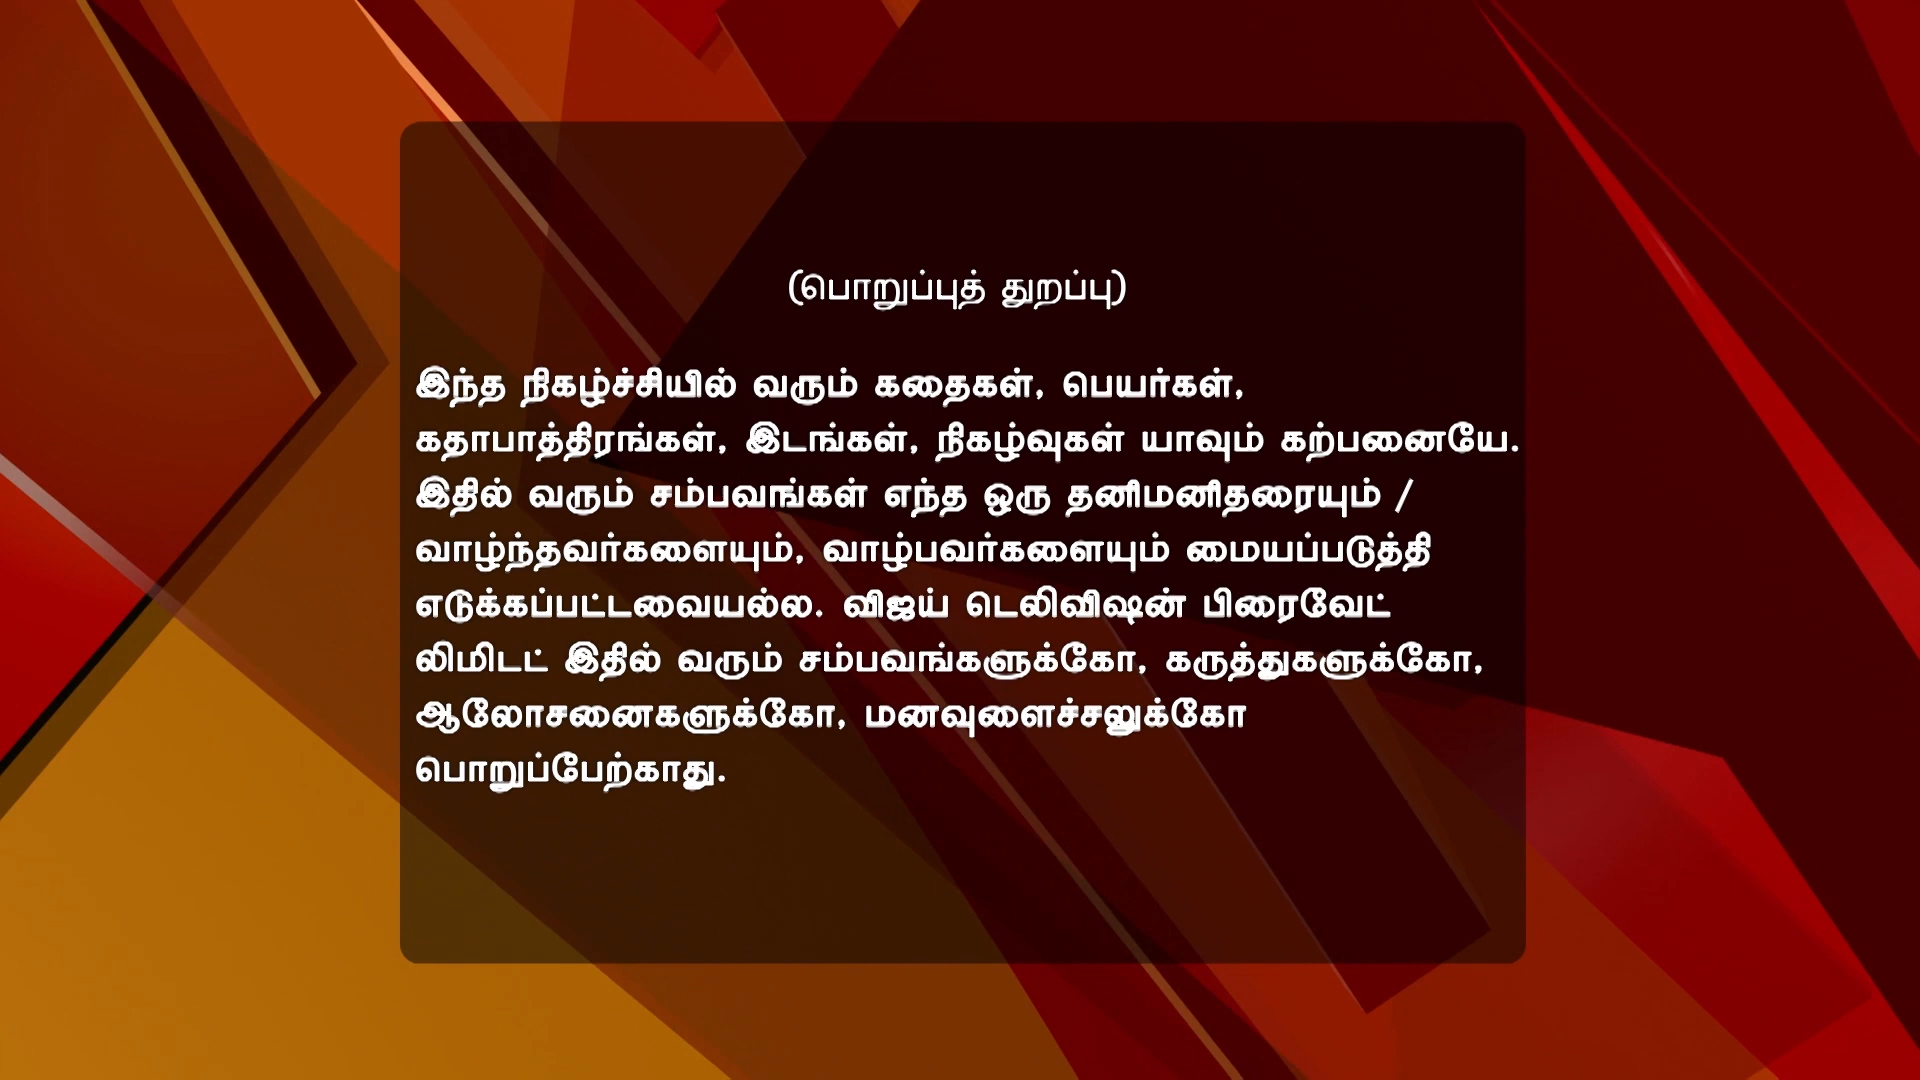 (பொறுப்புத் துறப்பு)
இந்த நிகழ்ச்சியில் வரும் கதைகள், பெயர்கள்,
கதாபாத்திரங்கள், இடங்கள், நிகழ்வுகள் யாவும் கற்பனையே.
இதில் வரும் சம்பவங்கள் எந்த ஒரு தனிமனிதரையும் /
வாழ்ந்தவர்களையும், வாழ்பவர்களையும் மையப்படுத்தி
எடுக்கப்பட்டவையல்ல. விஜய் டெலிவிஷன் பிரைவேட்
லிமிடட் இதில் வரும் சம்பவங்களுக்கோ, கருத்துகளுக்கோ,
ஆலோசனைகளுக்கோ, மனவுளைச்சலுக்கோ
பொறுப்பேற்காது.